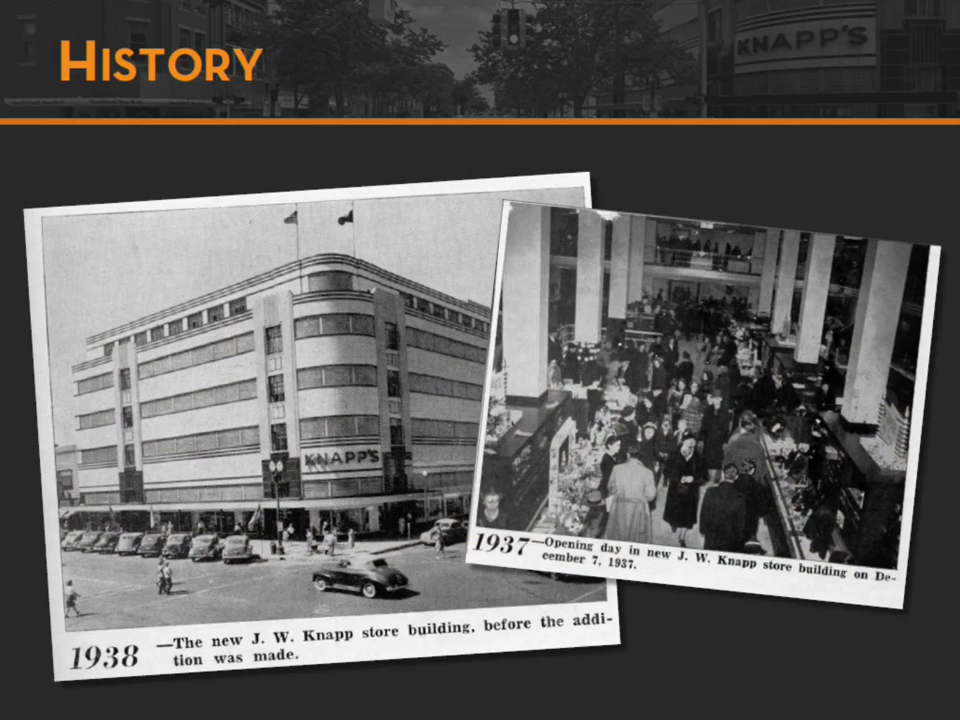 HISTORY
KNAPP'S
KNAPP'S
1938 —The new J. W. Knapp store building, before the addi-
tion was made.
1937—Opening day in new J. W. Knapp store building on De-
cember 7, 1937.